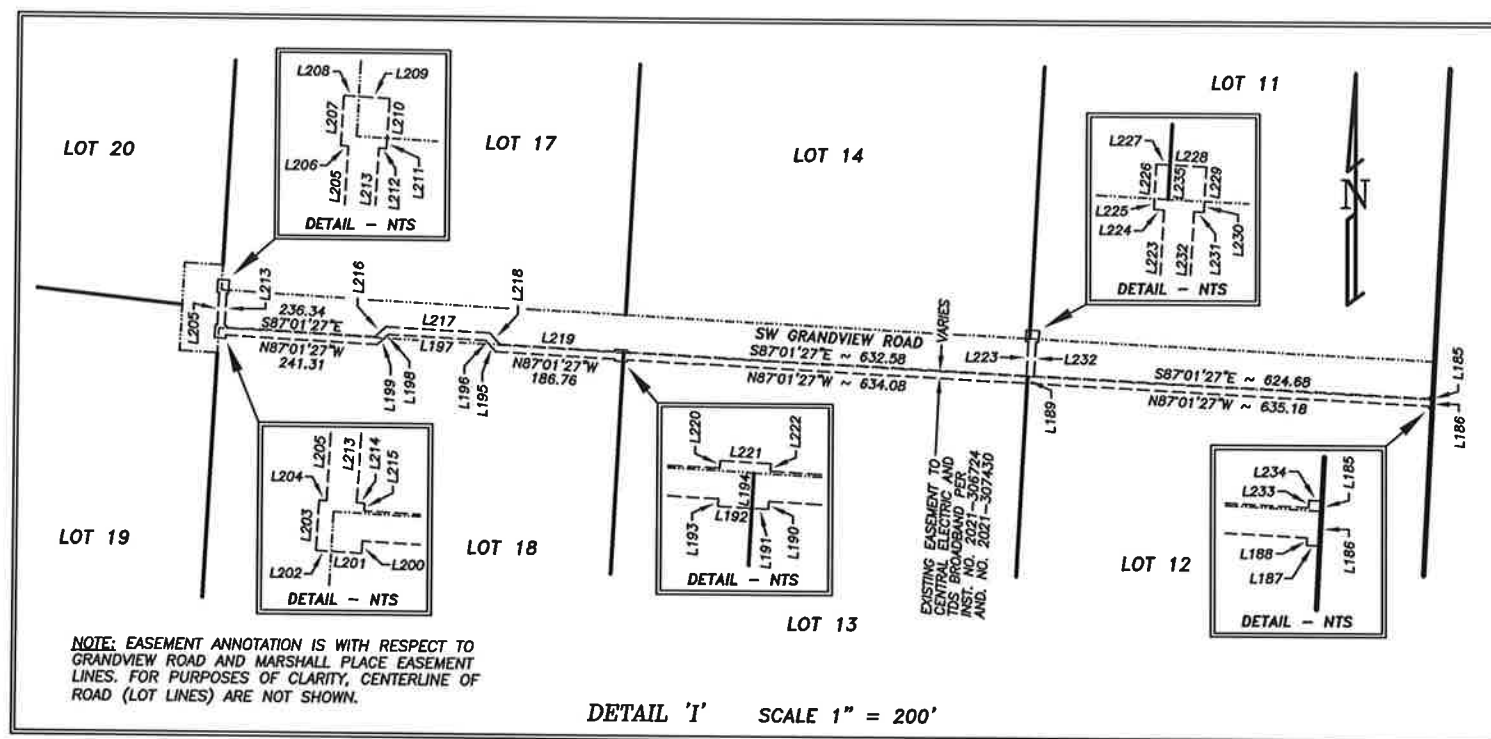 LOT 20
L208
L209
L207
L210
L206
L205
L213
L212
L211
DETAIL - NTS
LOT 17
LOT 14
LOT 11
L227
L228
L226
L235
L229
L225
L224
L223
L232
L231
L230
DETAIL - NTS
N
L205
L213
236.34
S87°01'27"E
N87°01'27"W
241.31
L216
L217
L218
L197
L199
L198
L196
L195
L219
N87°01'27"W
186.76
SW GRANDVIEW ROAD
VARIES
S87°01'27"E ~ 632.58
N87°01'27"W ~ 634.08
L223
L232
L189
S87°01'27"E ~ 624.68
N87°01'27"W ~ 635.18
L185
L186
EXISTING EASEMENT TO
CENTRAL ELECTRIC AND
TDS BROADBAND PER
INST. NO. 2021-306724
AND. NO. 2021-307430
LOT 19
L205
L213
L214
L215
L204
L203
L202
L201
L200
DETAIL - NTS
LOT 18
L220
L221
L222
L194
L193
L192
L191
L190
DETAIL - NTS
LOT 13
LOT 12
L234
L233
L185
L188
L187
L186
DETAIL - NTS
NOTE: EASEMENT ANNOTATION IS WITH RESPECT TO
GRANDVIEW ROAD AND MARSHALL PLACE EASEMENT
LINES. FOR PURPOSES OF CLARITY, CENTERLINE OF
ROAD (LOT LINES) ARE NOT SHOWN.
DETAIL 'I' SCALE 1" = 200'